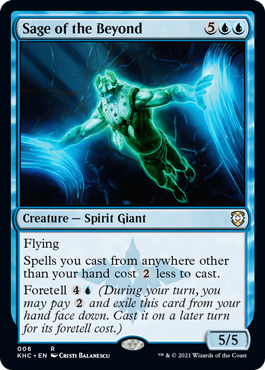 Sage of the Beyond 5
Creature — Spirit Giant
Flying
Spells you cast from anywhere other
than your hand cost 2 less to cast.
Foretell 4 (During your turn, you
may pay 2 and exile this card from your
hand face down. Cast it on a later turn
for its foretell cost.)
5/5
006 R
KHC • EN Cristi Balanescu
™ & © 2021 Wizards of the Coast